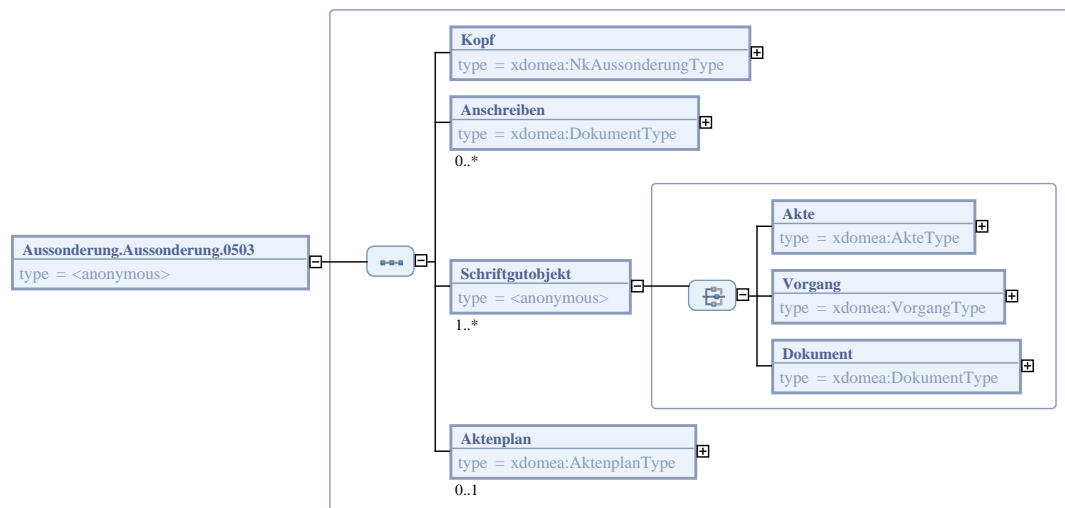 Kopf
type = xdomea:NkAussonderungType
Anschreiben
type = xdomea:DokumentType
0..*
Aussonderung.Aussonderung.0503
type = <anonymous>
Schriftgutobjekt
type = <anonymous>
1..*
Akte
type = xdomea:AkteType
Vorgang
type = xdomea:VorgangType
Dokument
type = xdomea:DokumentType
Aktenplan
type = xdomea:AktenplanType
0..1